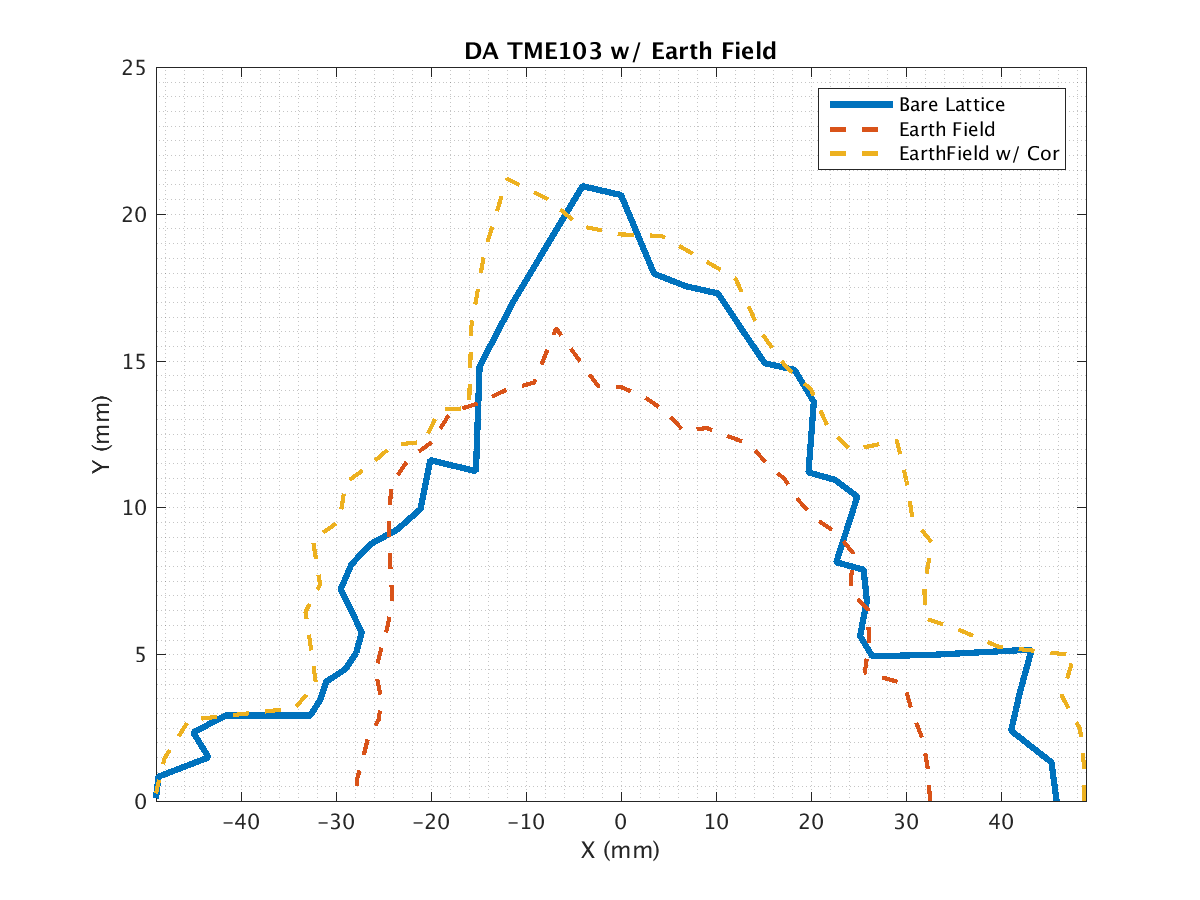 DA TME103 w/ Earth Field
25
20
15
10
5
0
Y (mm)
Bare Lattice
Earth Field
EarthField w/ Cor
−40 −30 −20 −10 0 10 20 30 40
X (mm)